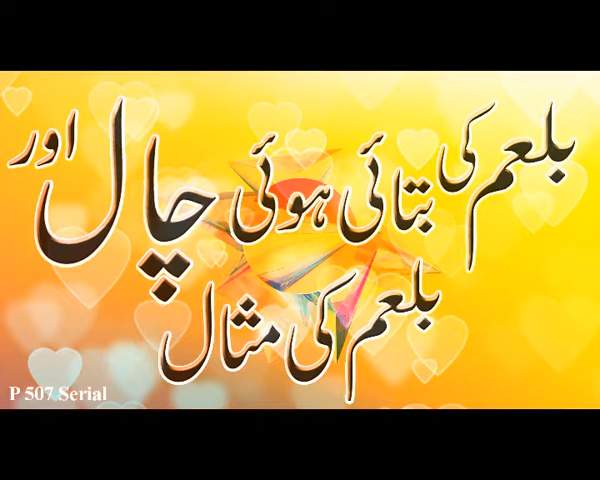 بلعم کی بتائی ہوئی چال اور
بلعم کی مثال
P 507 Serial